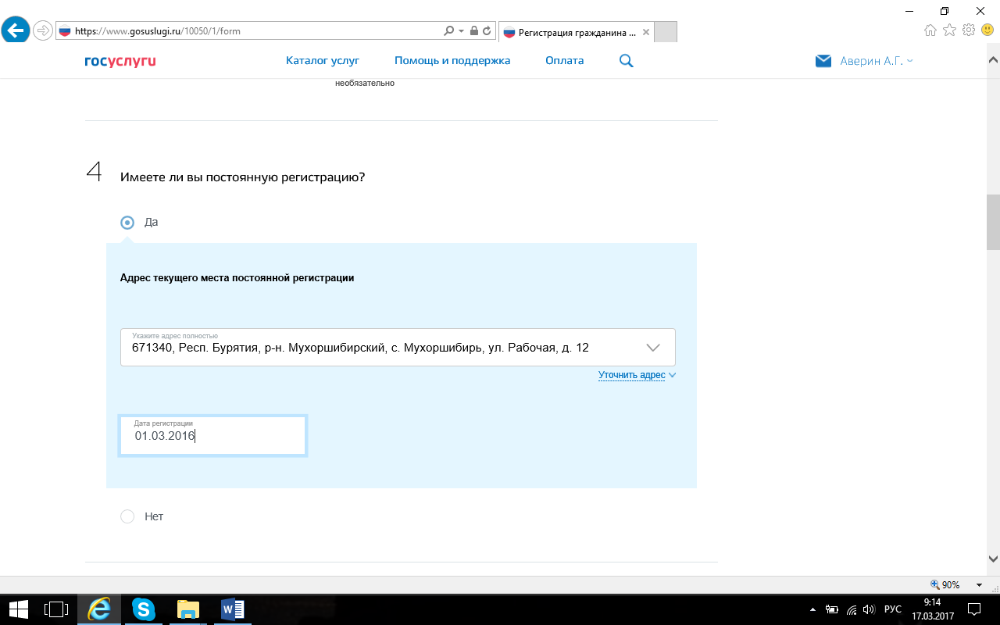 https://www.gosuslugi.ru/10050/1/form
Регистрация гражданина ...
госуслуги
Каталог услуг
Помощь и поддержка
Оплата
Аверин А.Г.
необязательно
4
Имеете ли вы постоянную регистрацию?
Да
Адрес текущего места постоянной регистрации
Укажите адрес полностью
671340, Респ. Бурятия, р-н. Мухоршибирский, с. Мухоршибирь, ул. Рабочая, д. 12
Уточнить адрес
Дата регистрации
01.03.2016
Нет
90%
РУС
9:14
17.03.2017